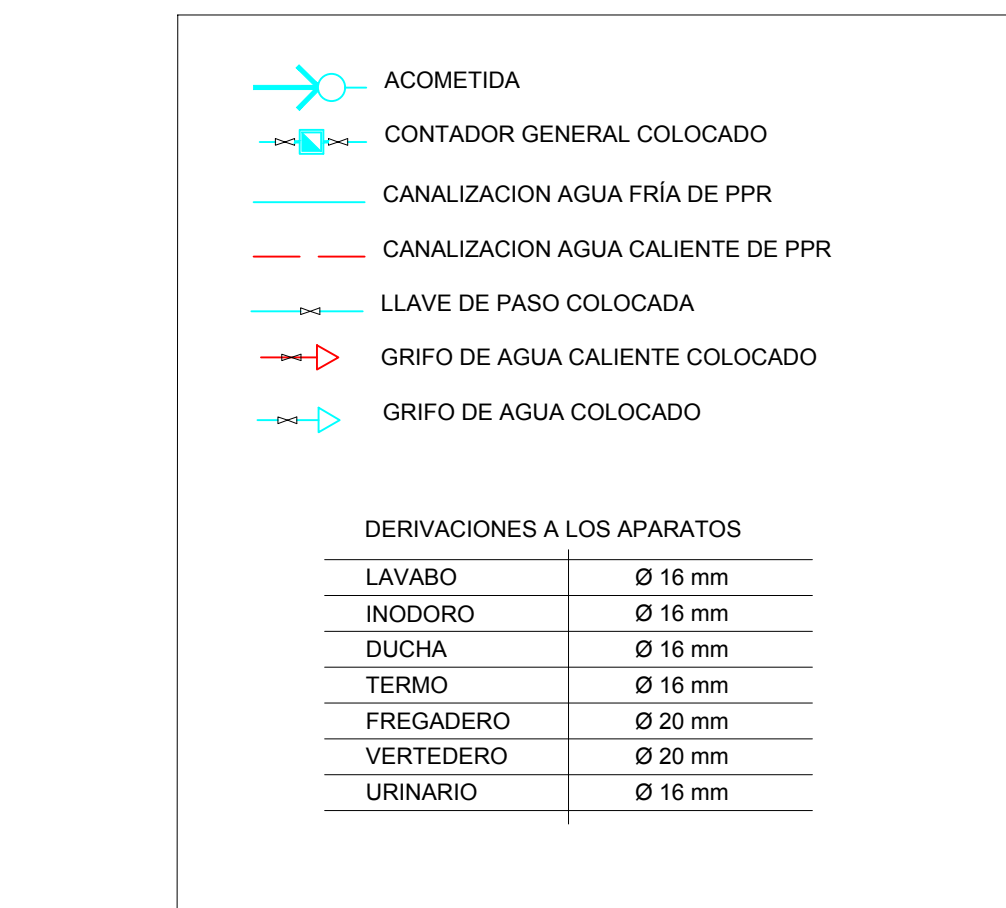 ACOMETIDA
CONTADOR GENERAL COLOCADO
CANALIZACION AGUA FRÍA DE PPR
CANALIZACION AGUA CALIENTE DE PPR
LLAVE DE PASO COLOCADA
GRIFO DE AGUA CALIENTE COLOCADO
GRIFO DE AGUA COLOCADO
DERIVACIONES A LOS APARATOS
LAVABO Ø 16 mm
INODORO Ø 16 mm
DUCHA Ø 16 mm
TERMO Ø 16 mm
FREGADERO Ø 20 mm
VERTEDERO Ø 20 mm
URINARIO Ø 16 mm